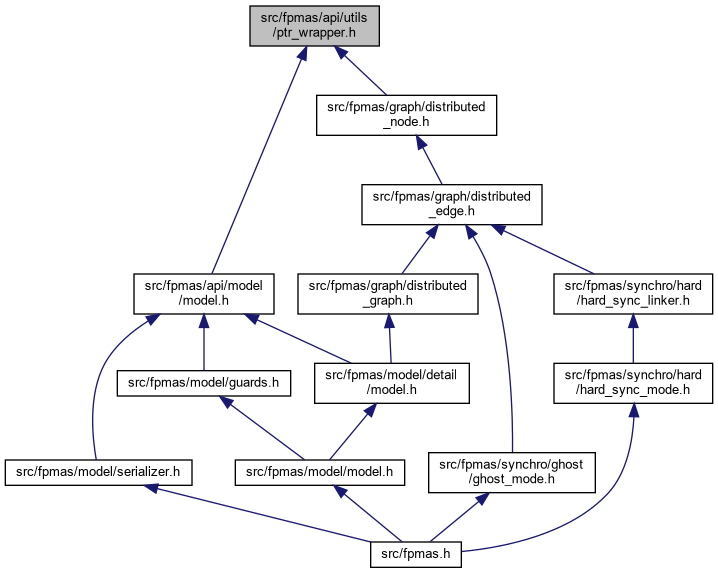 src/fpmas/api/utils
/ptr_wrapper.h
src/fpmas/graph/distributed
_node.h
src/fpmas/graph/distributed
_edge.h
src/fpmas/api/model
/model.h
src/fpmas/graph/distributed
_graph.h
src/fpmas/synchro/hard
/hard_sync_linker.h
src/fpmas/model/guards.h
src/fpmas/model/detail
/model.h
src/fpmas/synchro/hard
/hard_sync_mode.h
src/fpmas/model/serializer.h
src/fpmas/model/model.h
src/fpmas/synchro/ghost
/ghost_mode.h
src/fpmas.h